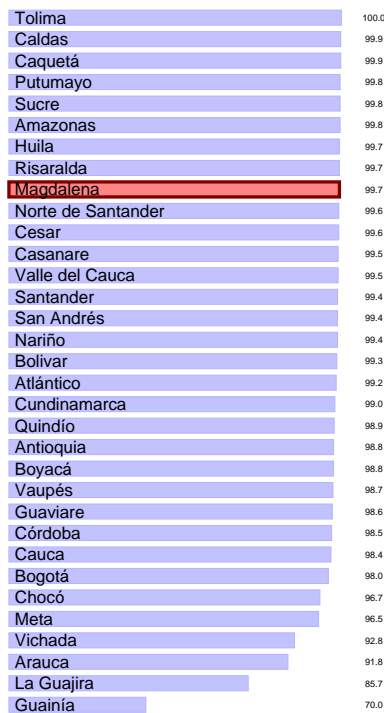 Tolima 100.0
Caldas 99.9
Caquetá 99.9
Putumayo 99.8
Sucre 99.8
Amazonas 99.8
Huila 99.7
Risaralda 99.7
Magdalena 99.7
Norte de Santander 99.6
Cesar 99.6
Casanare 99.5
Valle del Cauca 99.5
Santander 99.4
San Andrés 99.4
Nariño 99.4
Bolivar 99.3
Atlántico 99.2
Cundinamarca 99.0
Quindío 98.9
Antioquia 98.8
Boyacá 98.8
Vaupés 98.7
Guaviare 98.6
Córdoba 98.5
Cauca 98.4
Bogotá 98.0
Chocó 96.7
Meta 96.5
Vichada 92.8
Arauca 91.8
La Guajira 85.7
Guainía 70.0